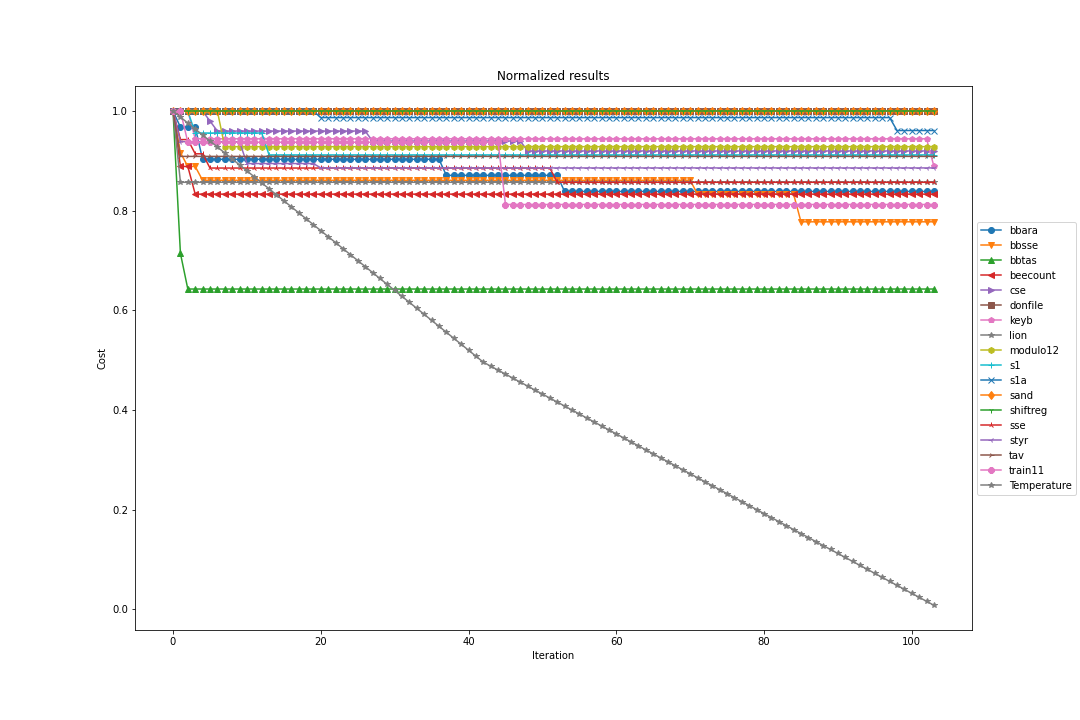 Normalized results
1.0
0.8
0.6
0.4
0.2
0.0
Cost
0 20 40 60 80 100
Iteration
bbara
bbsse
bbtas
beecount
cse
donfile
keyb
lion
modulo12
s1
s1a
sand
shiftreg
sse
styr
tav
train11
Temperature